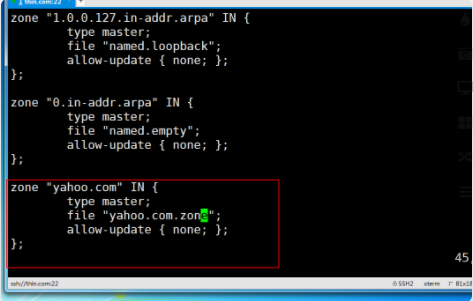 1 thin.com:22
zone "1.0.0.127.in-addr.arpa" IN {
        type master;
        file "named.loopback";
        allow-update { none; };
};
zone "0.in-addr.arpa" IN {
        type master;
        file "named.empty";
        allow-update { none; };
};
zone "yahoo.com" IN {
        type master;
        file "yahoo.com.zone";
        allow-update { none; };
};
45,
ssh://thin.com:22 SSH2 xterm 81x18